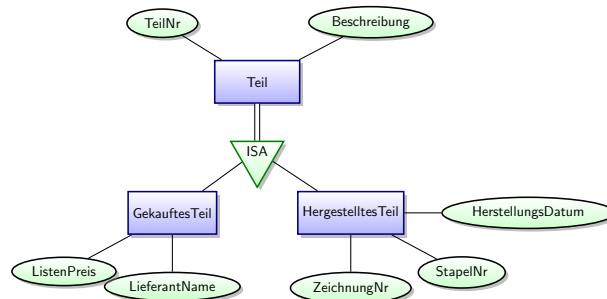 TeilNr
Beschreibung
Teil
ISA
GekauftesTeil
HergestelltesTeil
HerstellungsDatum
ListenPreis
LieferantName
ZeichnungNr
StapelNr